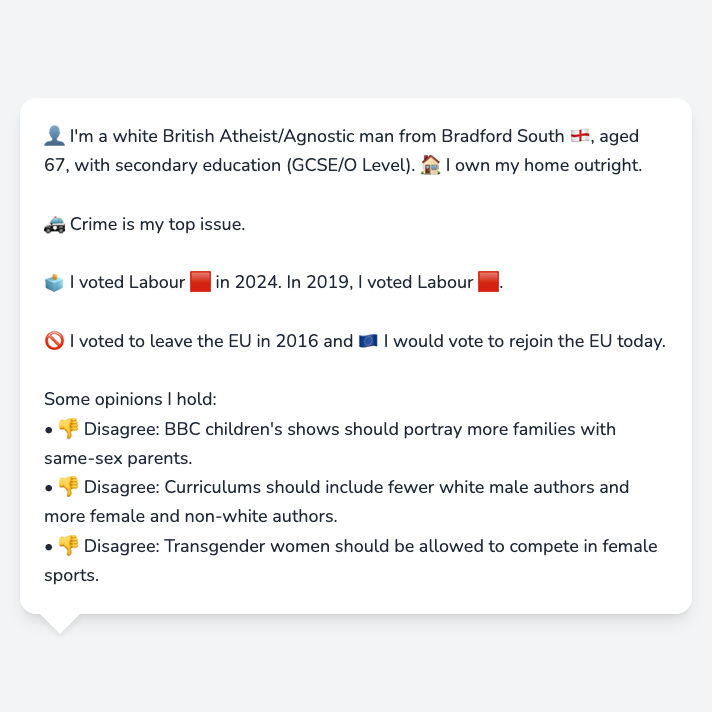 👤 I'm a white British Atheist/Agnostic man from Bradford South 🏴󠁧󠁢󠁥󠁮󠁧󠁿, aged
67, with secondary education (GCSE/O Level). 🏠 I own my home outright.
🚓 Crime is my top issue.
🗳️ I voted Labour 🟥 in 2024. In 2019, I voted Labour 🟥.
🚫 I voted to leave the EU in 2016 and 🇪🇺 I would vote to rejoin the EU today.
Some opinions I hold:
• 👎 Disagree: BBC children's shows should portray more families with
same-sex parents.
• 👎 Disagree: Curriculums should include fewer white male authors and
more female and non-white authors.
• 👎 Disagree: Transgender women should be allowed to compete in female
sports.